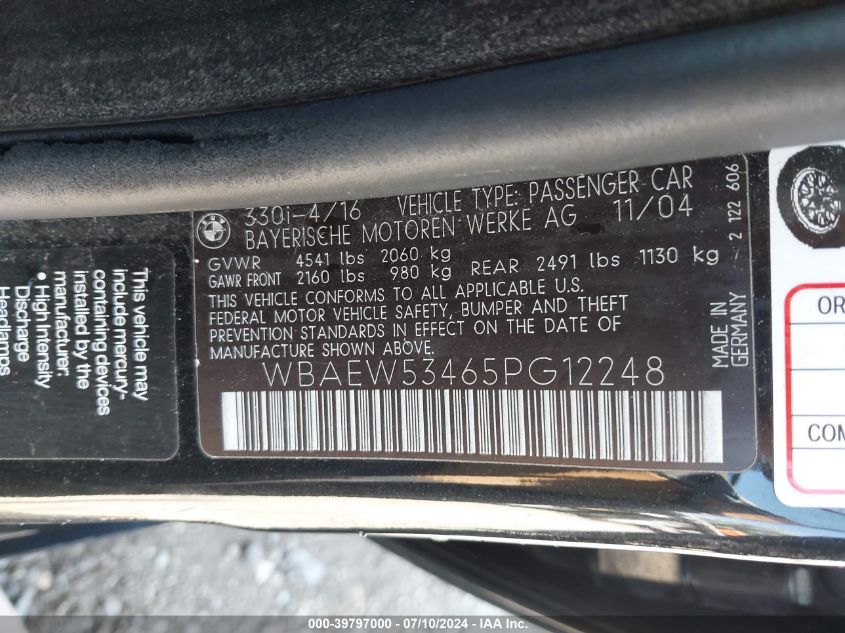 330i-4/16 VEHICLE TYPE: PASSENGER CAR
BAYERISCHE MOTOREN WERKE AG 11/04
GVWR 4541 lbs 2060 kg
GAWR FRONT 2160 lbs 980 kg REAR 2491 lbs 1130 kg
THIS VEHICLE CONFORMS TO ALL APPLICABLE U.S.
FEDERAL MOTOR VEHICLE SAFETY, BUMPER AND THEFT
PREVENTION STANDARDS IN EFFECT ON THE DATE OF
MANUFACTURE SHOWN ABOVE.
WBAEW53465PG12248
MADE IN
GERMANY
2 122 606
This vehicle may
include mercury-
containing devices
installed by the
manufacturer:
• High Intensity
Discharge
Headlamps
OR
COM
000-39797000 07/10/2024 IAAI.com